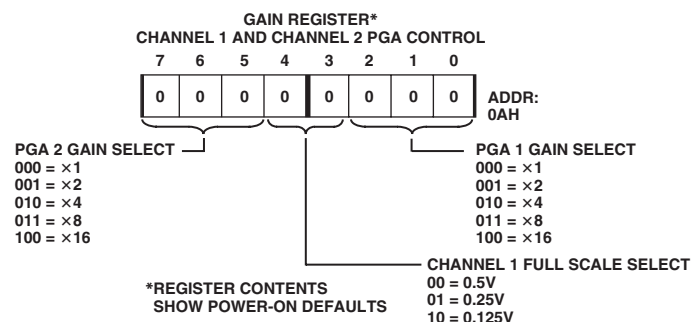 GAIN REGISTER*
CHANNEL 1 AND CHANNEL 2 PGA CONTROL
7 6 5 4 3 2 1 0
0 0 0 0 0 0 0 0
ADDR:
0AH
PGA 2 GAIN SELECT
000 = ×1
001 = ×2
010 = ×4
011 = ×8
100 = ×16
PGA 1 GAIN SELECT
000 = ×1
001 = ×2
010 = ×4
011 = ×8
100 = ×16
*REGISTER CONTENTS
SHOW POWER-ON DEFAULTS
CHANNEL 1 FULL SCALE SELECT
00 = 0.5V
01 = 0.25V
10 = 0.125V